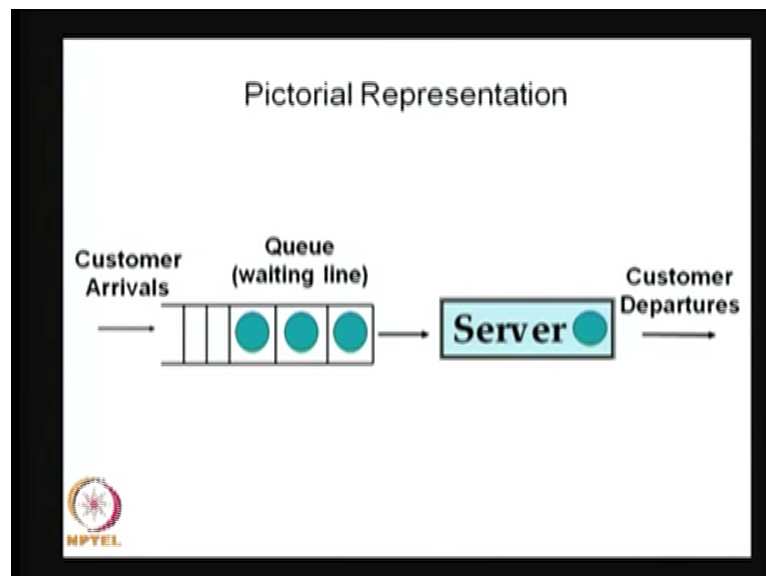 Pictorial Representation
Customer
Arrivals
Queue
(waiting line)
Server
Customer
Departures
NPTEL